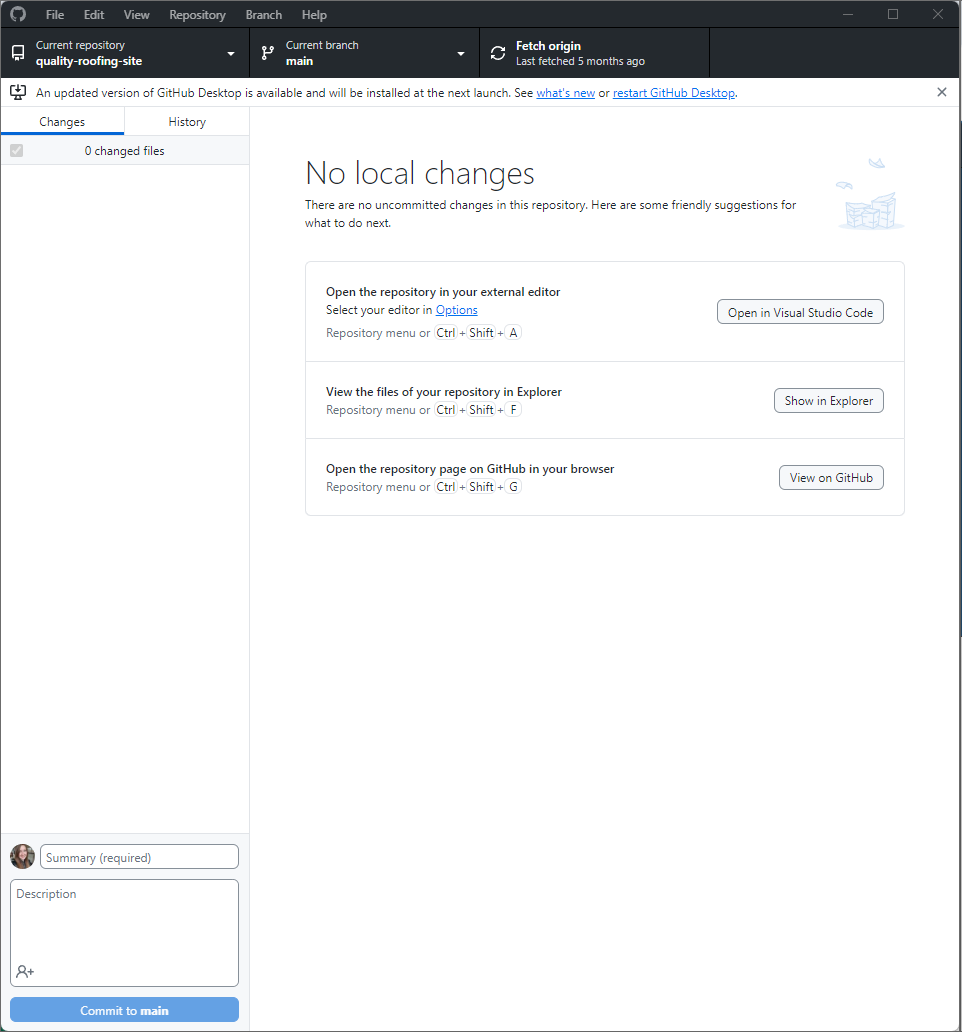 File Edit View Repository Branch Help
Current repository
quality-roofing-site
Current branch
main
Fetch origin
Last fetched 5 months ago
An updated version of GitHub Desktop is available and will be installed at the next launch. See what's new or restart GitHub Desktop.
Changes
History
0 changed files
No local changes
There are no uncommitted changes in this repository. Here are some friendly suggestions for
what to do next.
Open the repository in your external editor
Select your editor in Options
Repository menu or Ctrl + Shift + A
Open in Visual Studio Code
View the files of your repository in Explorer
Repository menu or Ctrl + Shift + F
Show in Explorer
Open the repository page on GitHub in your browser
Repository menu or Ctrl + Shift + G
View on GitHub
Summary (required)
Description
Commit to main